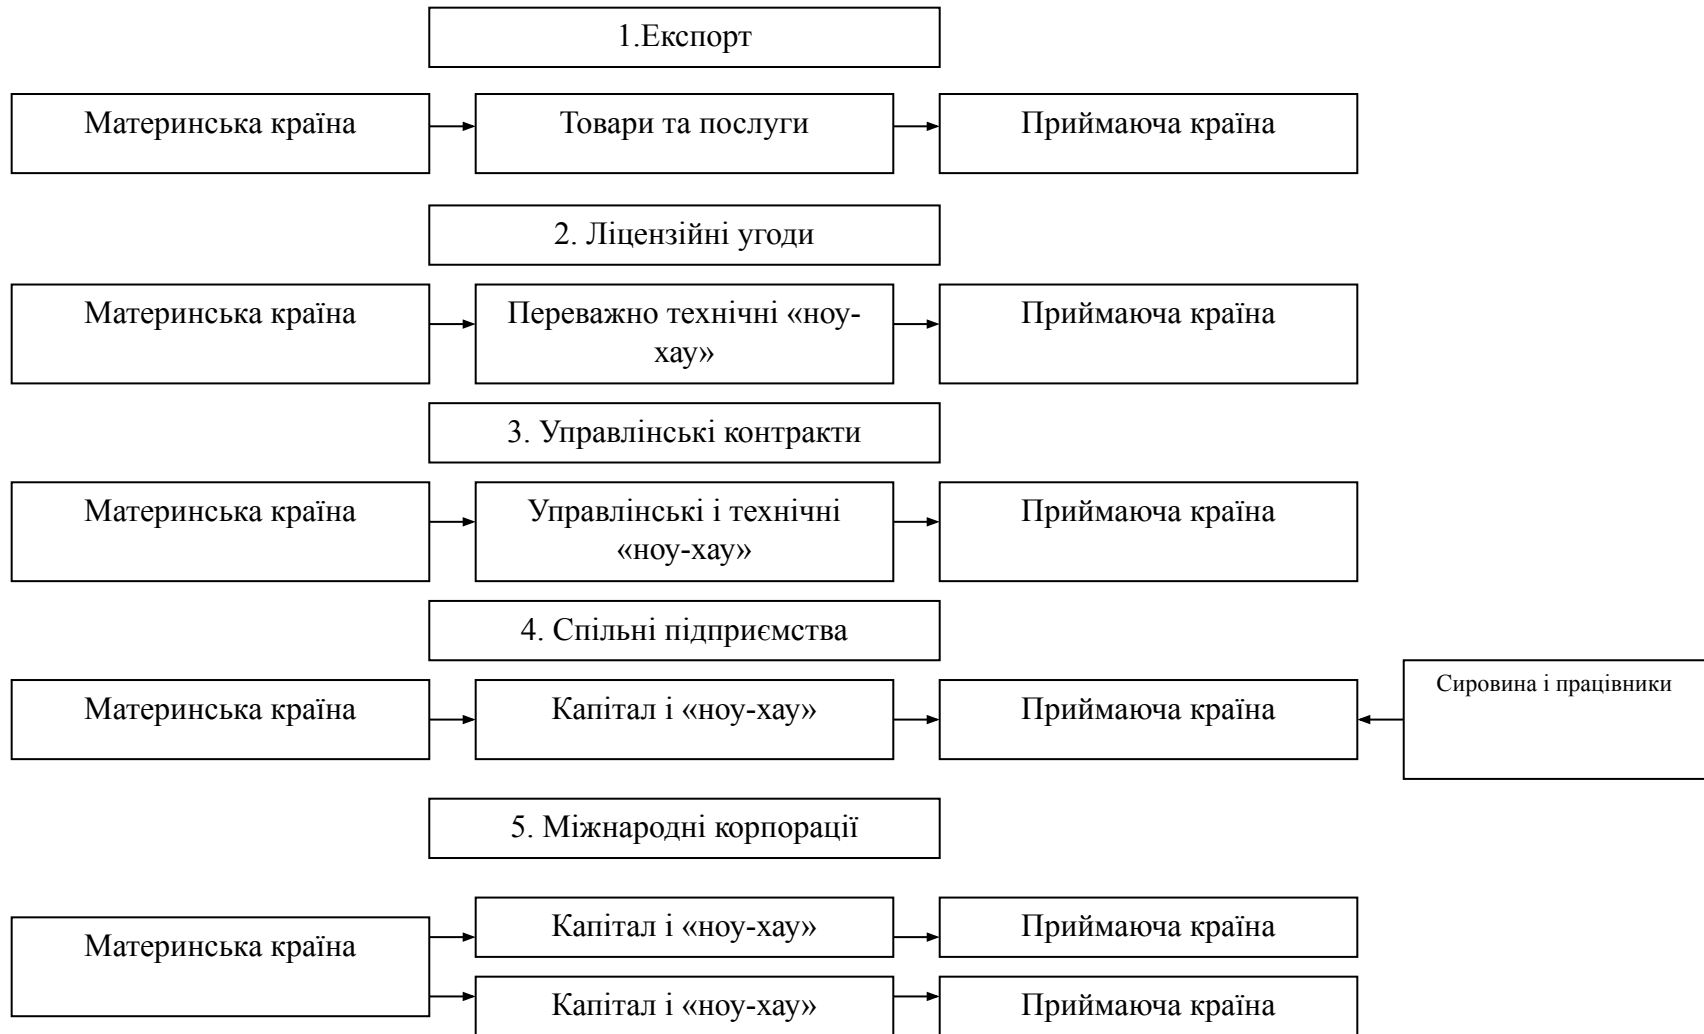 1.Експорт
Материнська країна
Товари та послуги
Приймаюча країна
2. Ліцензійні угоди
Материнська країна
Переважно технічні «ноу-
хау»
Приймаюча країна
3. Управлінські контракти
Материнська країна
Управлінські і технічні
«ноу-хау»
Приймаюча країна
4. Спільні підприємства
Материнська країна
Капітал і «ноу-хау»
Приймаюча країна
Сировина і працівники
5. Міжнародні корпорації
Материнська країна
Капітал і «ноу-хау»
Приймаюча країна
Капітал і «ноу-хау»
Приймаюча країна